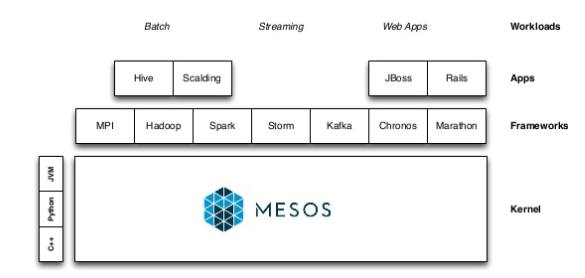 Batch Streaming Web Apps Workloads
Hive Scalding JBoss Rails Apps
MPI Hadoop Spark Storm Kafka Chronos Marathon Frameworks
JVM
Python
C++
MESOS Kernel